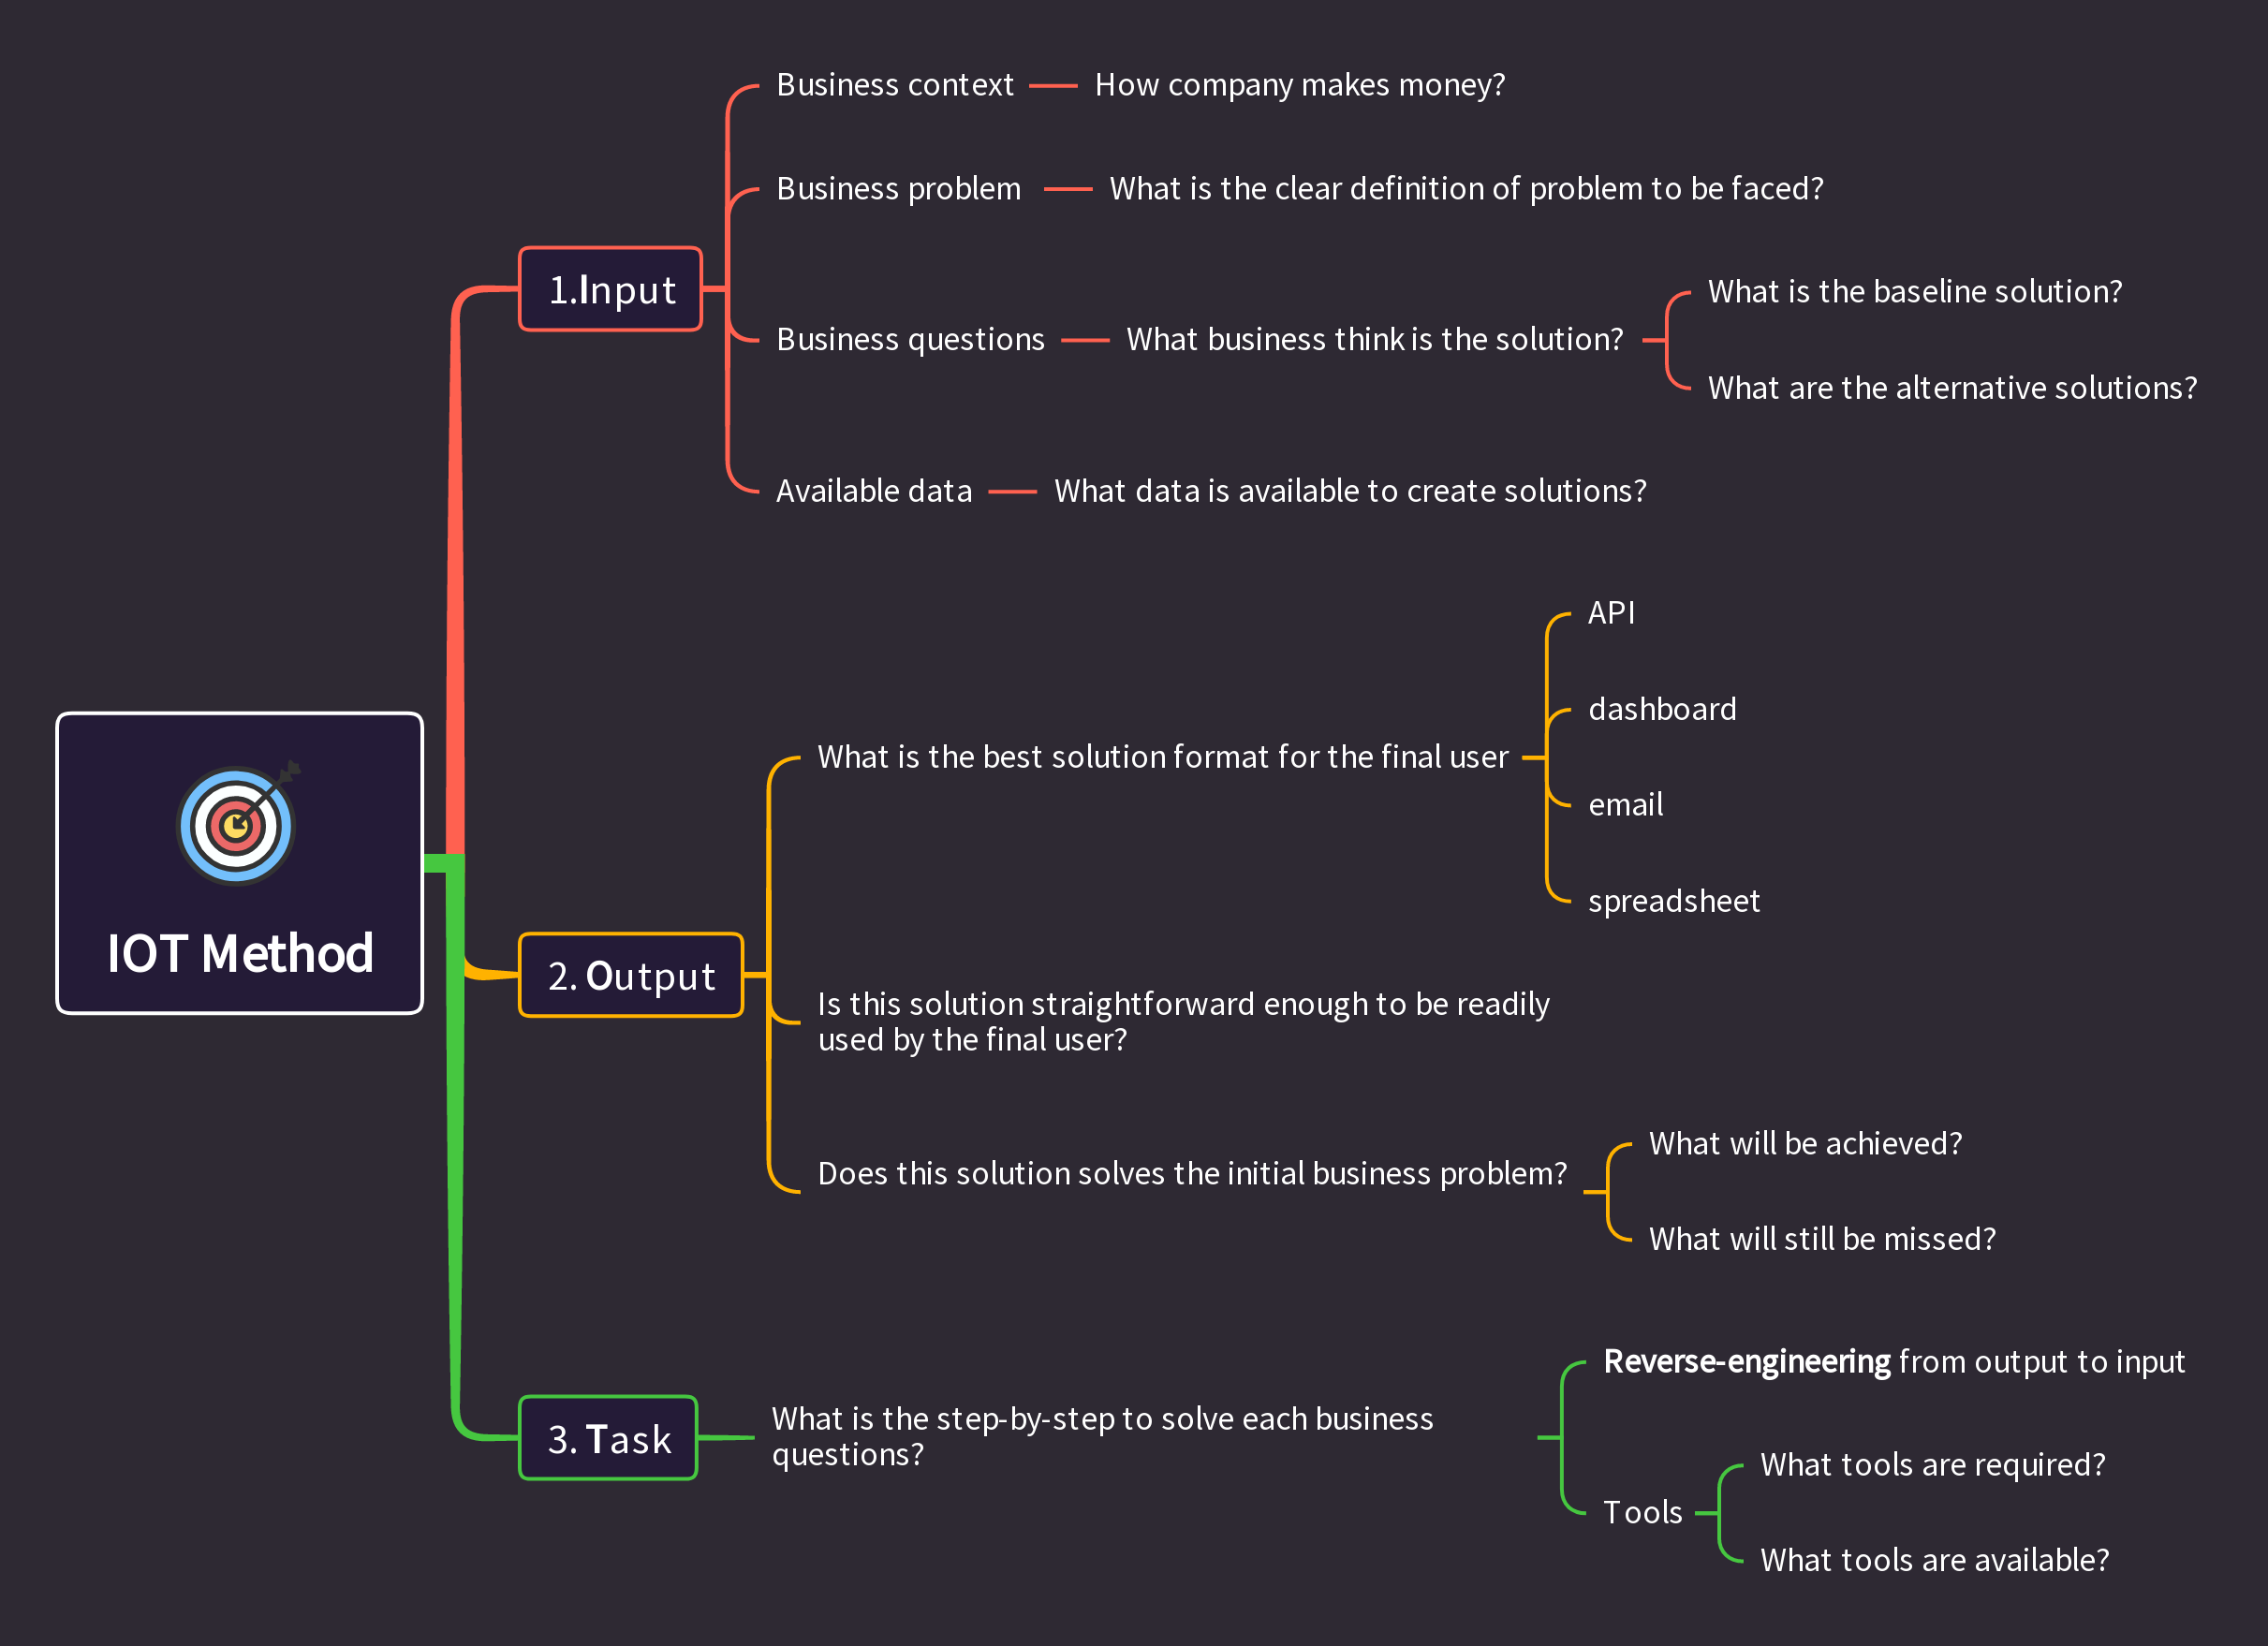 Business context
How company makes money?
Business problem
What is the clear definition of problem to be faced?
1.Input
Business questions
What business think is the solution?
What is the baseline solution?
What are the alternative solutions?
Available data
What data is available to create solutions?
IOT Method
2. Output
What is the best solution format for the final user
API
dashboard
email
spreadsheet
Is this solution straightforward enough to be readily
used by the final user?
Does this solution solves the initial business problem?
What will be achieved?
What will still be missed?
3. Task
What is the step-by-step to solve each business
questions?
Reverse-engineering from output to input
Tools
What tools are required?
What tools are available?